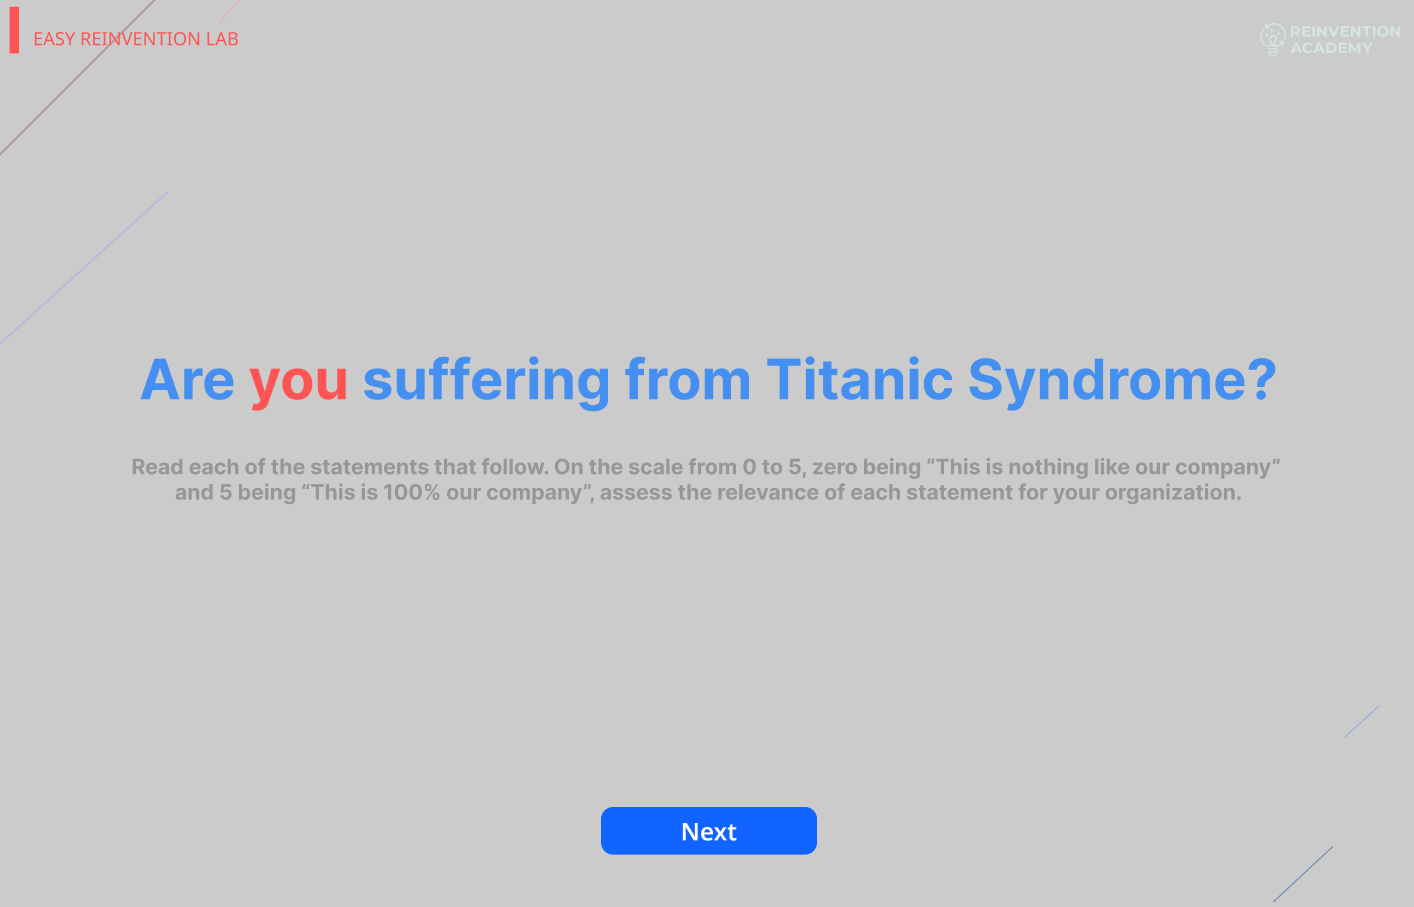 EASY REINVENTION LAB
REINVENTION
ACADEMY
Are you suffering from Titanic Syndrome?
Read each of the statements that follow. On the scale from 0 to 5, zero being “This is nothing like our company”
and 5 being “This is 100% our company”, assess the relevance of each statement for your organization.
Next